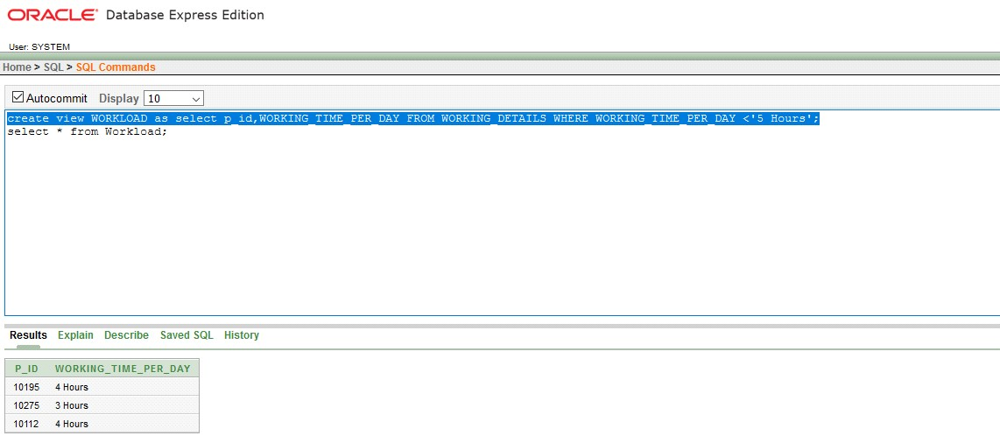 ORACLE® Database Express Edition
User: SYSTEM
Home > SQL > SQL Commands
Autocommit Display 10
create view WORKLOAD as select p_id,WORKING_TIME_PER_DAY FROM WORKING_DETAILS WHERE WORKING_TIME_PER_DAY <'5 Hours';
select * from Workload;
Results Explain Describe Saved SQL History
P_ID WORKING_TIME_PER_DAY
10195 4 Hours
10275 3 Hours
10112 4 Hours